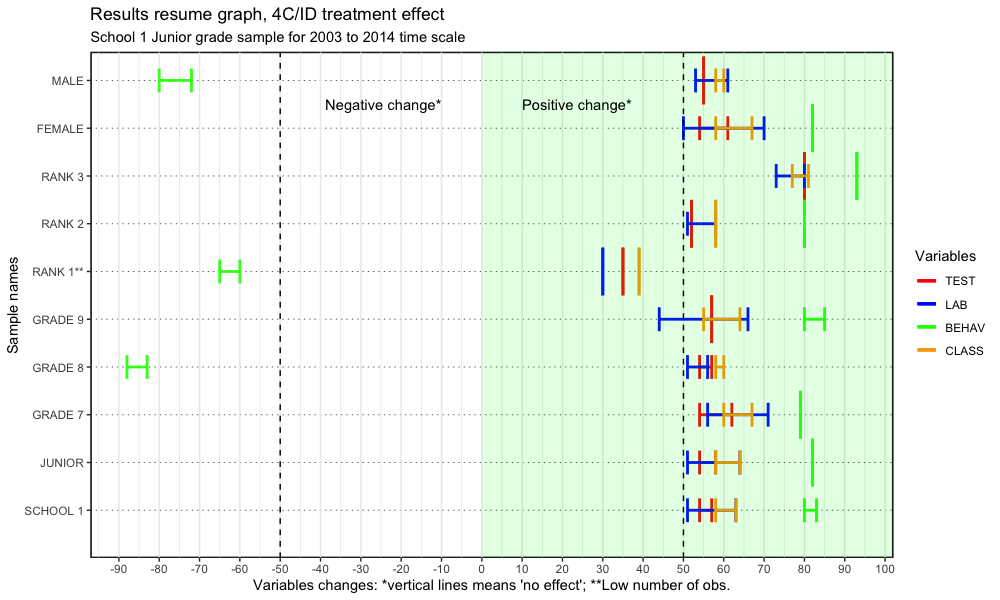 Results resume graph, 4C/ID treatment effect
School 1 Junior grade sample for 2003 to 2014 time scale
Sample names
MALE
Negative change*
Positive change*
FEMALE
RANK 3
RANK 2
RANK 1**
GRADE 9
GRADE 8
GRADE 7
JUNIOR
SCHOOL 1
Variables
TEST
LAB
BEHAV
CLASS
-90 -80 -70 -60 -50 -40 -30 -20 -10 0 10 20 30 40 50 60 70 80 90 100
Variables changes: *vertical lines means 'no effect'; **Low number of obs.